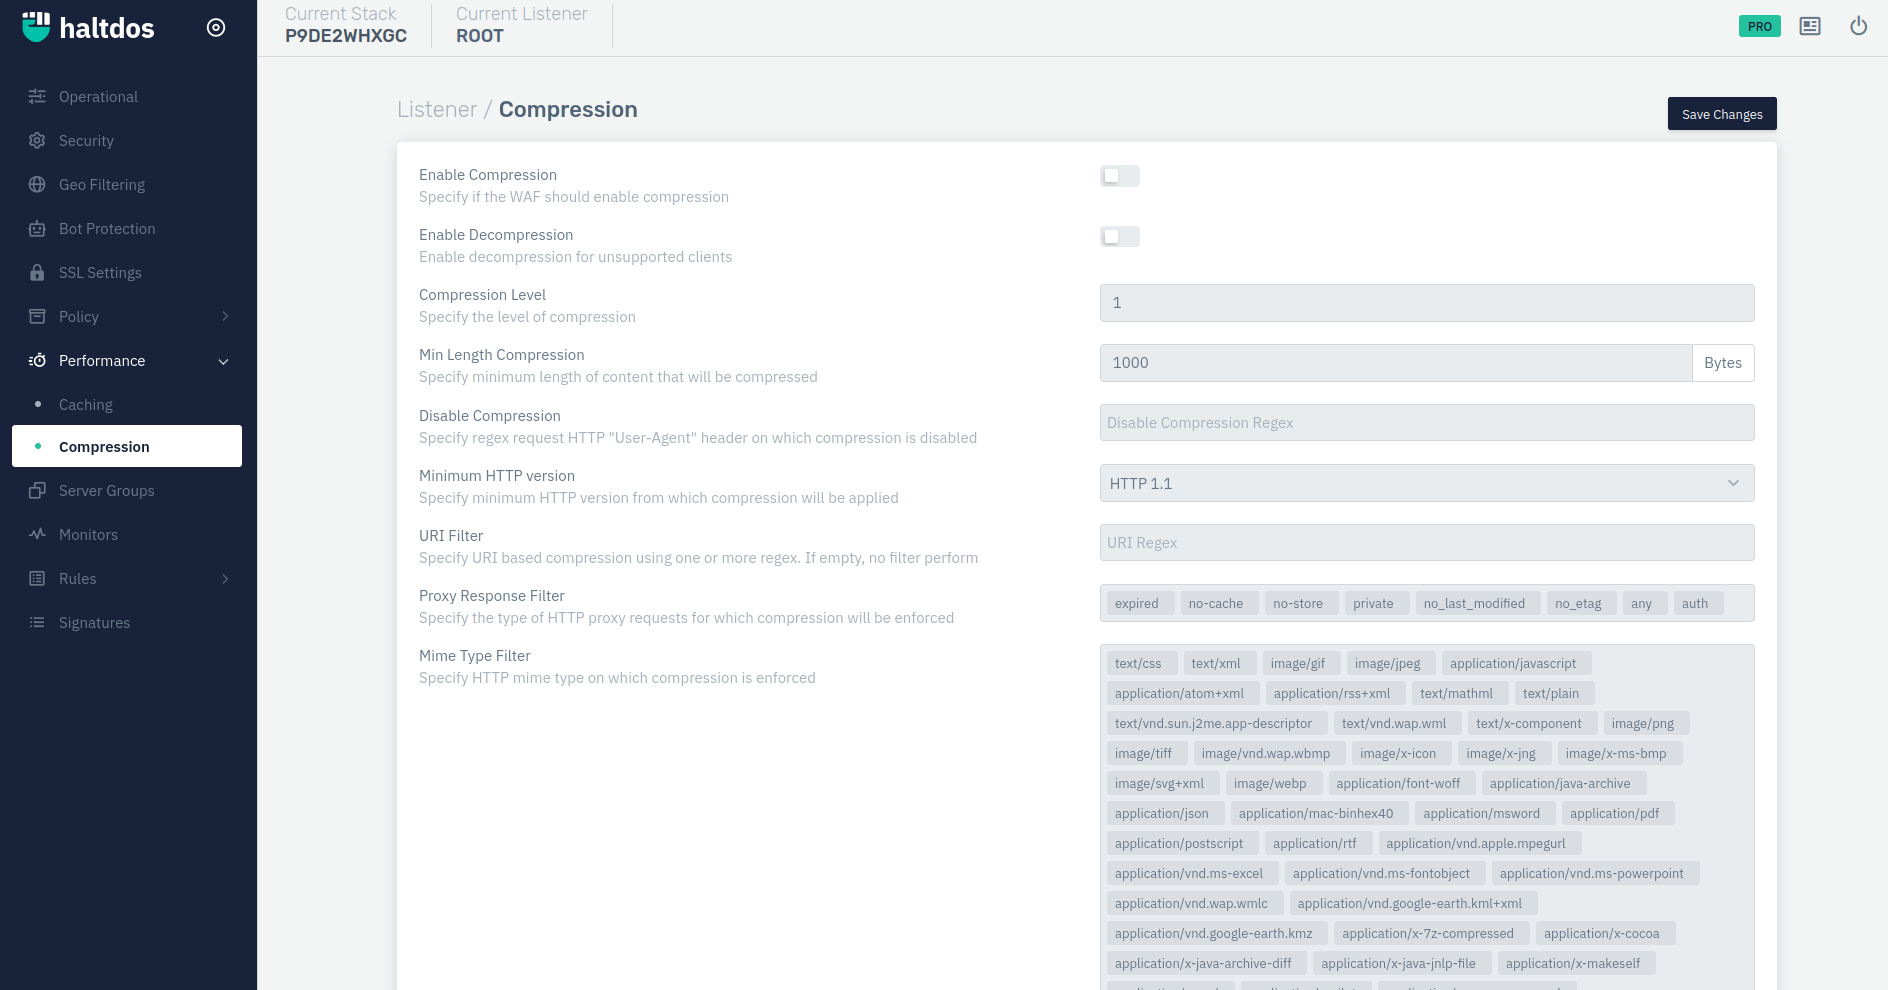 haltdos
Current Stack
P9DE2WHXGC
Current Listener
ROOT
PRO
Operational
Security
Geo Filtering
Bot Protection
SSL Settings
Policy
Performance
Caching
Compression
Server Groups
Monitors
Rules
Signatures
Listener / Compression
Save Changes
Enable Compression
Specify if the WAF should enable compression
Enable Decompression
Enable decompression for unsupported clients
Compression Level
Specify the level of compression
1
Min Length Compression
Specify minimum length of content that will be compressed
1000 Bytes
Disable Compression
Specify regex request HTTP "User-Agent" header on which compression is disabled
Disable Compression Regex
Minimum HTTP version
Specify minimum HTTP version from which compression will be applied
HTTP 1.1
URI Filter
Specify URI based compression using one or more regex. If empty, no filter perform
URI Regex
Proxy Response Filter
Specify the type of HTTP proxy requests for which compression will be enforced
expired no-cache no-store private no_last_modified no_etag any auth
Mime Type Filter
Specify HTTP mime type on which compression is enforced
text/css text/xml image/gif image/jpeg application/javascript
application/atom+xml application/rss+xml text/mathml text/plain
text/vnd.sun.j2me.app-descriptor text/vnd.wap.wml text/x-component image/png
image/tiff image/vnd.wap.wbmp image/x-icon image/x-jng image/x-ms-bmp
image/svg+xml image/webp application/font-woff application/java-archive
application/json application/mac-binhex40 application/msword application/pdf
application/postscript application/rtf application/vnd.apple.mpegurl
application/vnd.ms-excel application/vnd.ms-fontobject application/vnd.ms-powerpoint
application/vnd.wap.wmlc application/vnd.google-earth.kml+xml
application/vnd.google-earth.kmz application/x-7z-compressed application/x-cocoa
application/x-java-archive-diff application/x-java-jnlp-file application/x-makeself